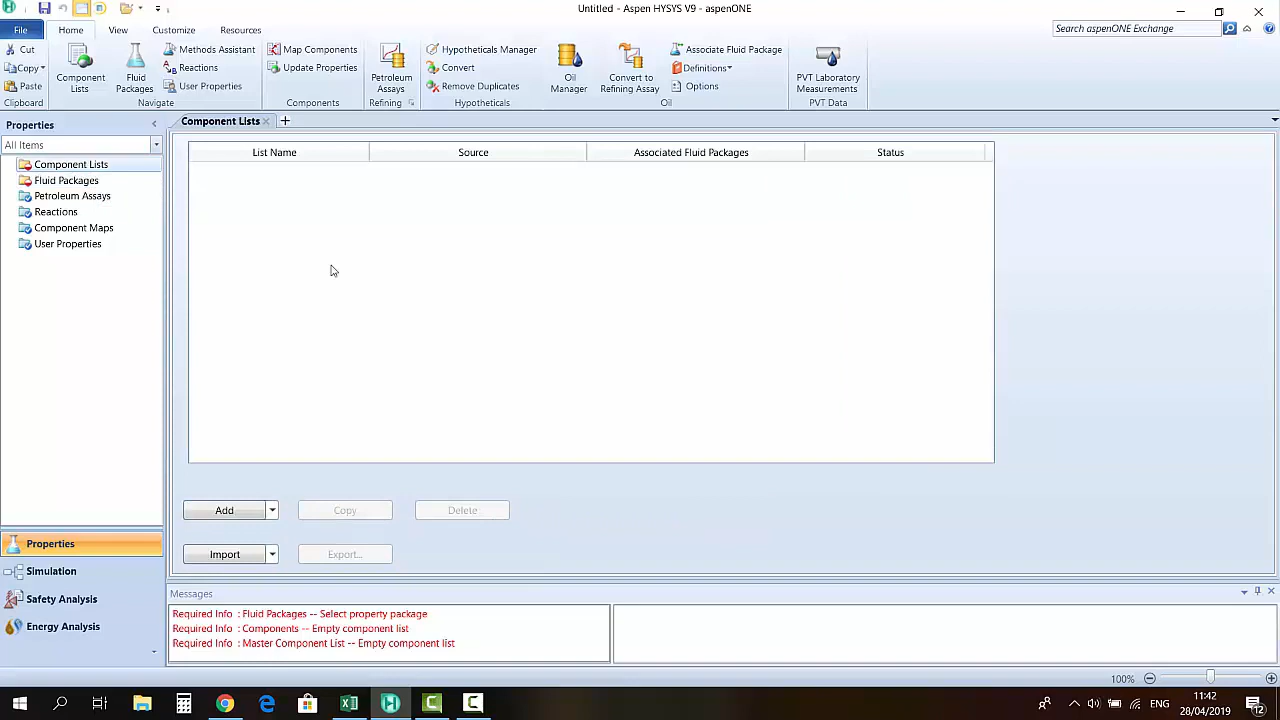 Untitled - Aspen HYSYS V9 - aspenONE
File Home View Customize Resources
Search aspenONE Exchange
Cut
Copy
Paste
Clipboard
Component Lists
Fluid Packages
Methods Assistant
Reactions
User Properties
Navigate
Map Components
Update Properties
Components
Petroleum Assays
Refining
Hypotheticals Manager
Convert
Remove Duplicates
Hypotheticals
Oil Manager
Convert to Refining Assay
Associate Fluid Package
Definitions
Options
Oil
PVT Laboratory Measurements
PVT Data
Properties
All Items
Component Lists
Fluid Packages
Petroleum Assays
Reactions
Component Maps
User Properties
Properties
Simulation
Safety Analysis
Energy Analysis
Component Lists
List Name Source Associated Fluid Packages Status
Add Copy Delete
Import Export...
Messages
Required Info : Fluid Packages -- Select property package
Required Info : Components -- Empty component list
Required Info : Master Component List -- Empty component list
100%
ENG
11:42
28/04/2019
2